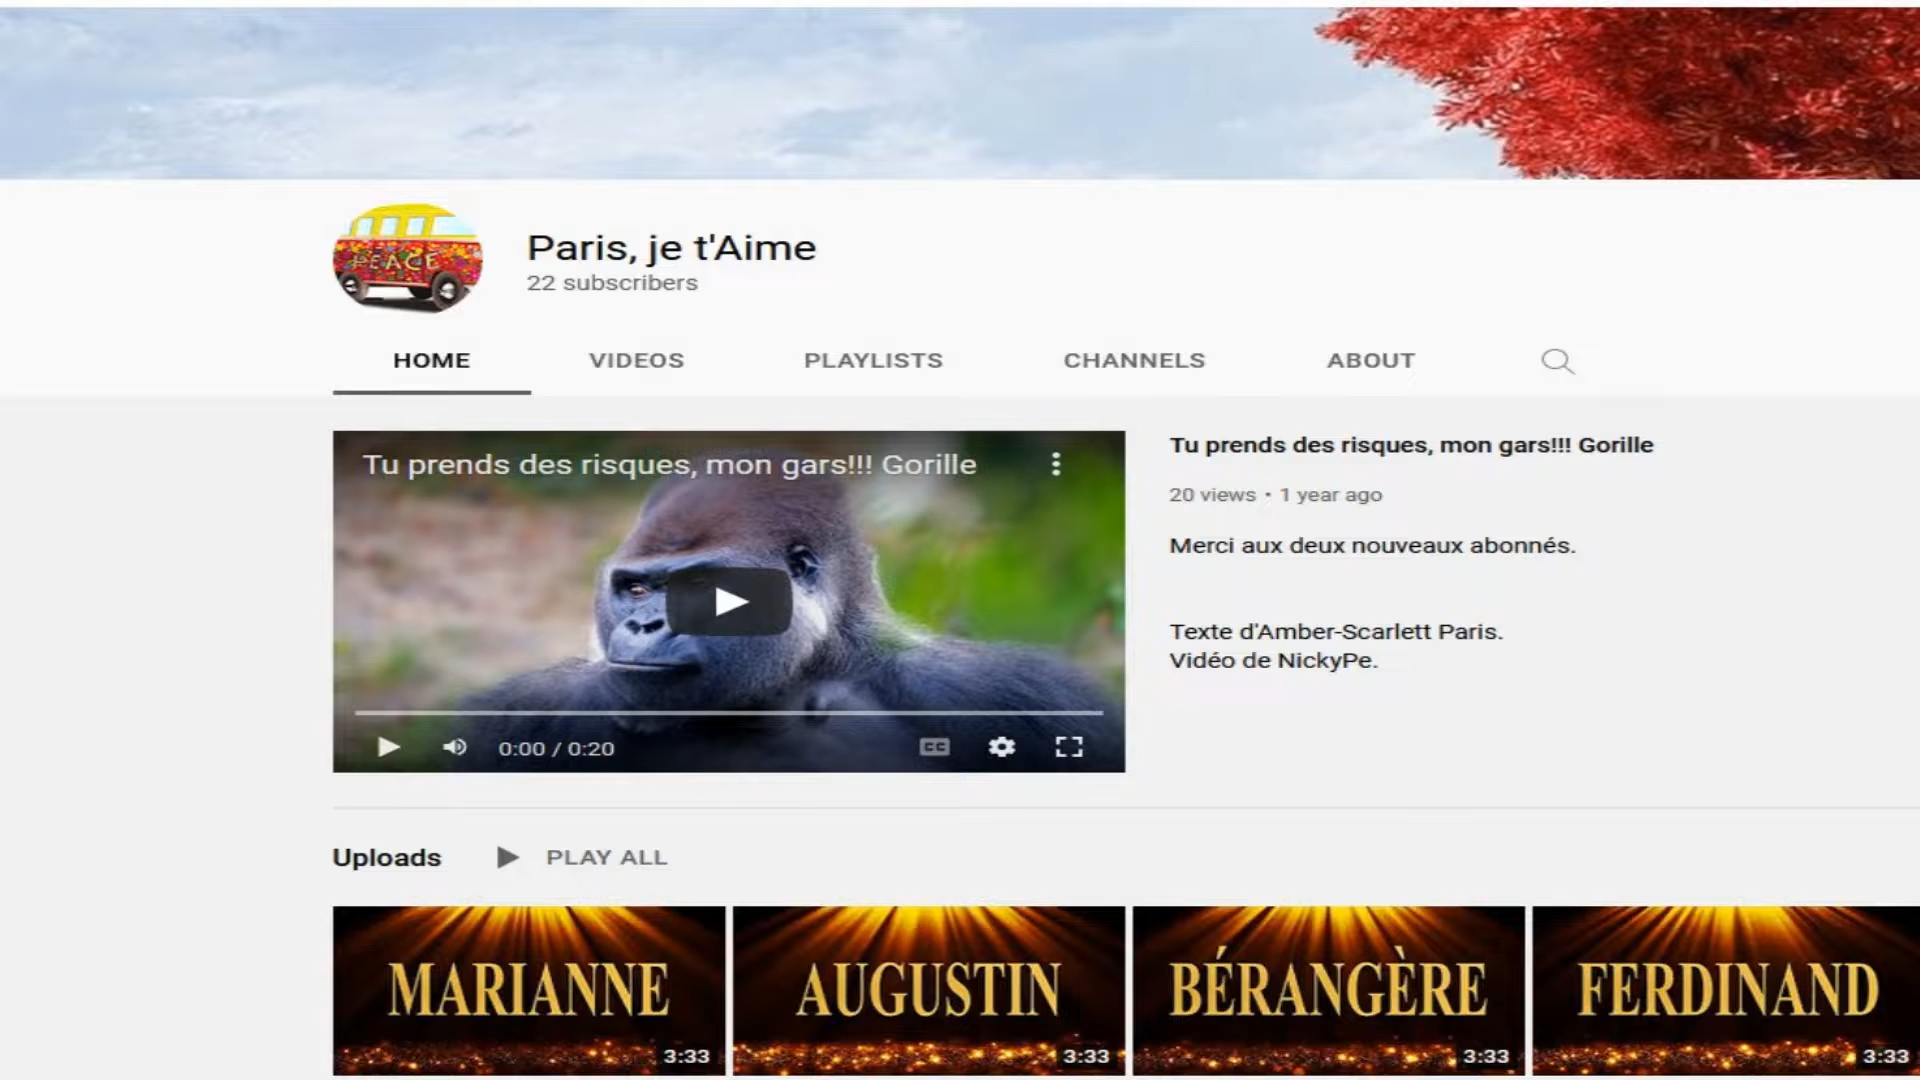 PEACE
Paris, je t'Aime
22 subscribers
HOME VIDEOS PLAYLISTS CHANNELS ABOUT
Tu prends des risques, mon gars!!! Gorille
0:00 / 0:20
CC
Tu prends des risques, mon gars!!! Gorille
20 views • 1 year ago
Merci aux deux nouveaux abonnés.
Texte d'Amber-Scarlett Paris.
Vidéo de NickyPe.
Uploads PLAY ALL
MARIANNE
3:33
AUGUSTIN
3:33
BÉRANGÈRE
3:33
FERDINAND
3:33